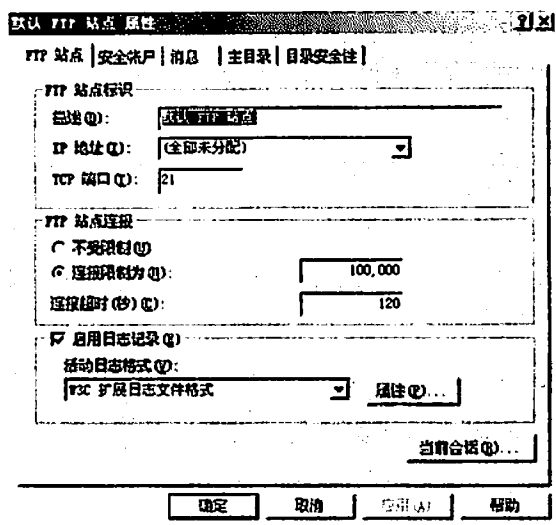 默认 FTP 站点 属性
FTP 站点 安全帐户 消息 主目录 目录安全性
FTP 站点标识
描述(D): 默认 FTP 站点
IP 地址(I): (全部未分配)
TCP 端口(T): 21
FTP 站点连接
不受限制(U)
连接限制为(M): 100,000
连接超时(秒)(C): 120
启用日志记录(E)
活动日志格式(V):
W3C 扩展日志文件格式 属性(P)...
当前会话(R)...
确定 取消 应用(A) 帮助